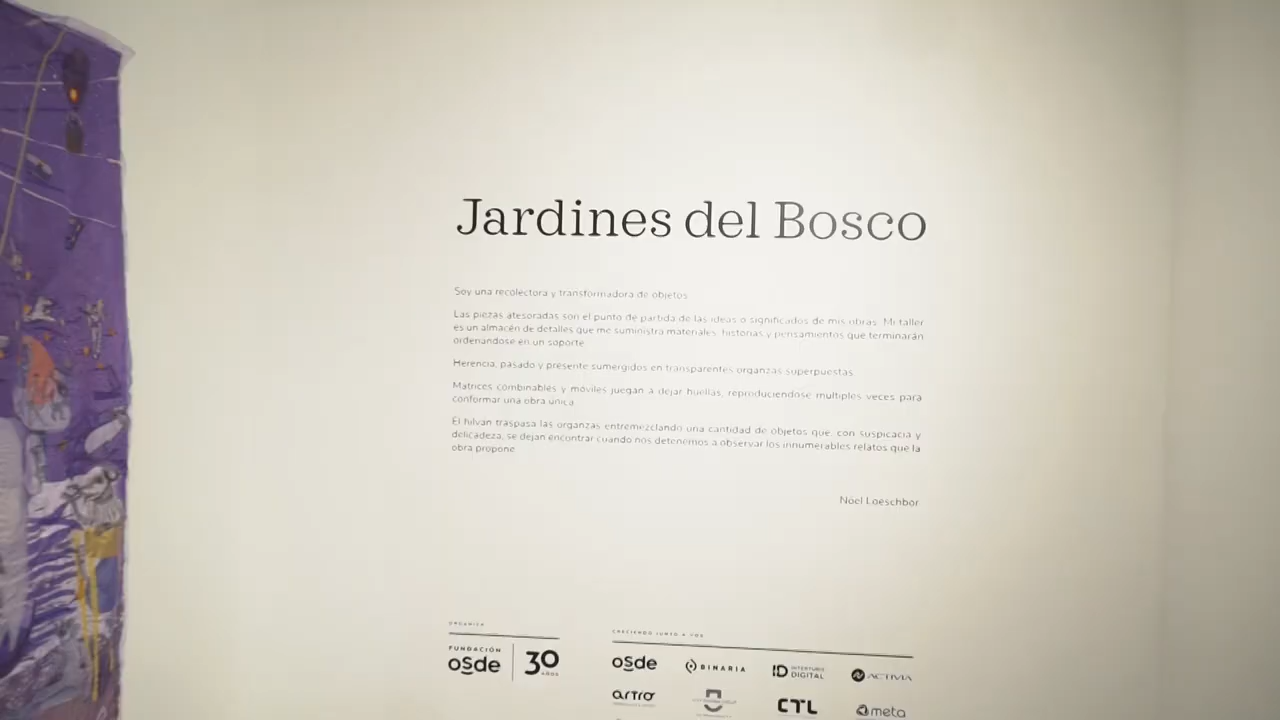 Jardines del Bosco
Soy una recolectora y transformadora de objetos
Las piezas atesoradas son el punto de partida de las ideas o significados de mis obras. Mi taller
es un almacén de detalles que me suministra materiales, historias y pensamientos que terminarán
ordenándose en un soporte
Herencia, pasado y presente sumergidos en transparentes organzas superpuestas
Matrices combinables y móviles juegan a dejar huellas, reproduciéndose múltiples veces para
conformar una obra única
El hilván traspasa las organzas entremezclando una cantidad de objetos que, con suspicacia y
delicadeza, se dejan encontrar cuando nos detenemos a observar los innumerables relatos que la
obra propone
Noel Loeschbor
ORGANIZA
CRECIENDO JUNTO A VOS
FUNDACIÓN
osde
30
AÑOS
osde
BINARIA
ID
DIGITAL
ACTIVIA
artro
CTL
meta